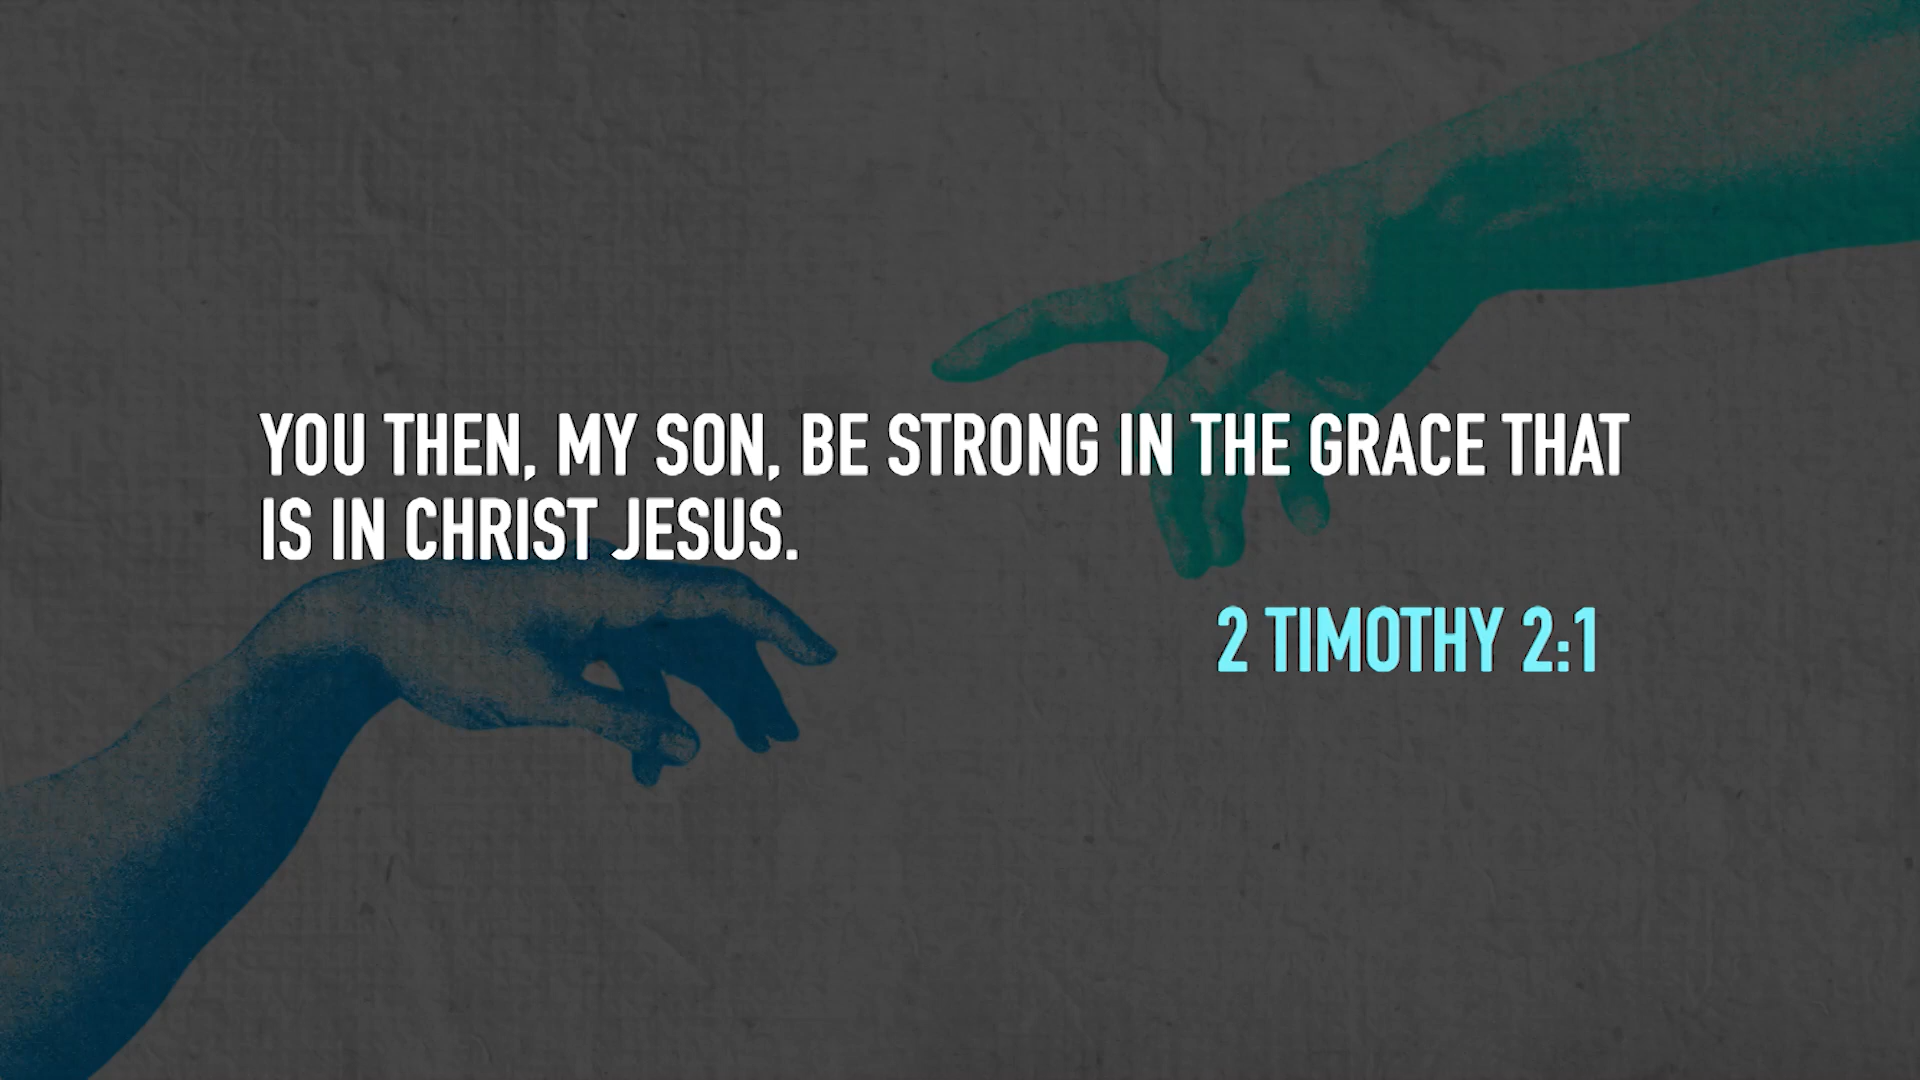 YOU THEN, MY SON, BE STRONG IN THE GRACE THAT
IS IN CHRIST JESUS.
2 TIMOTHY 2:1